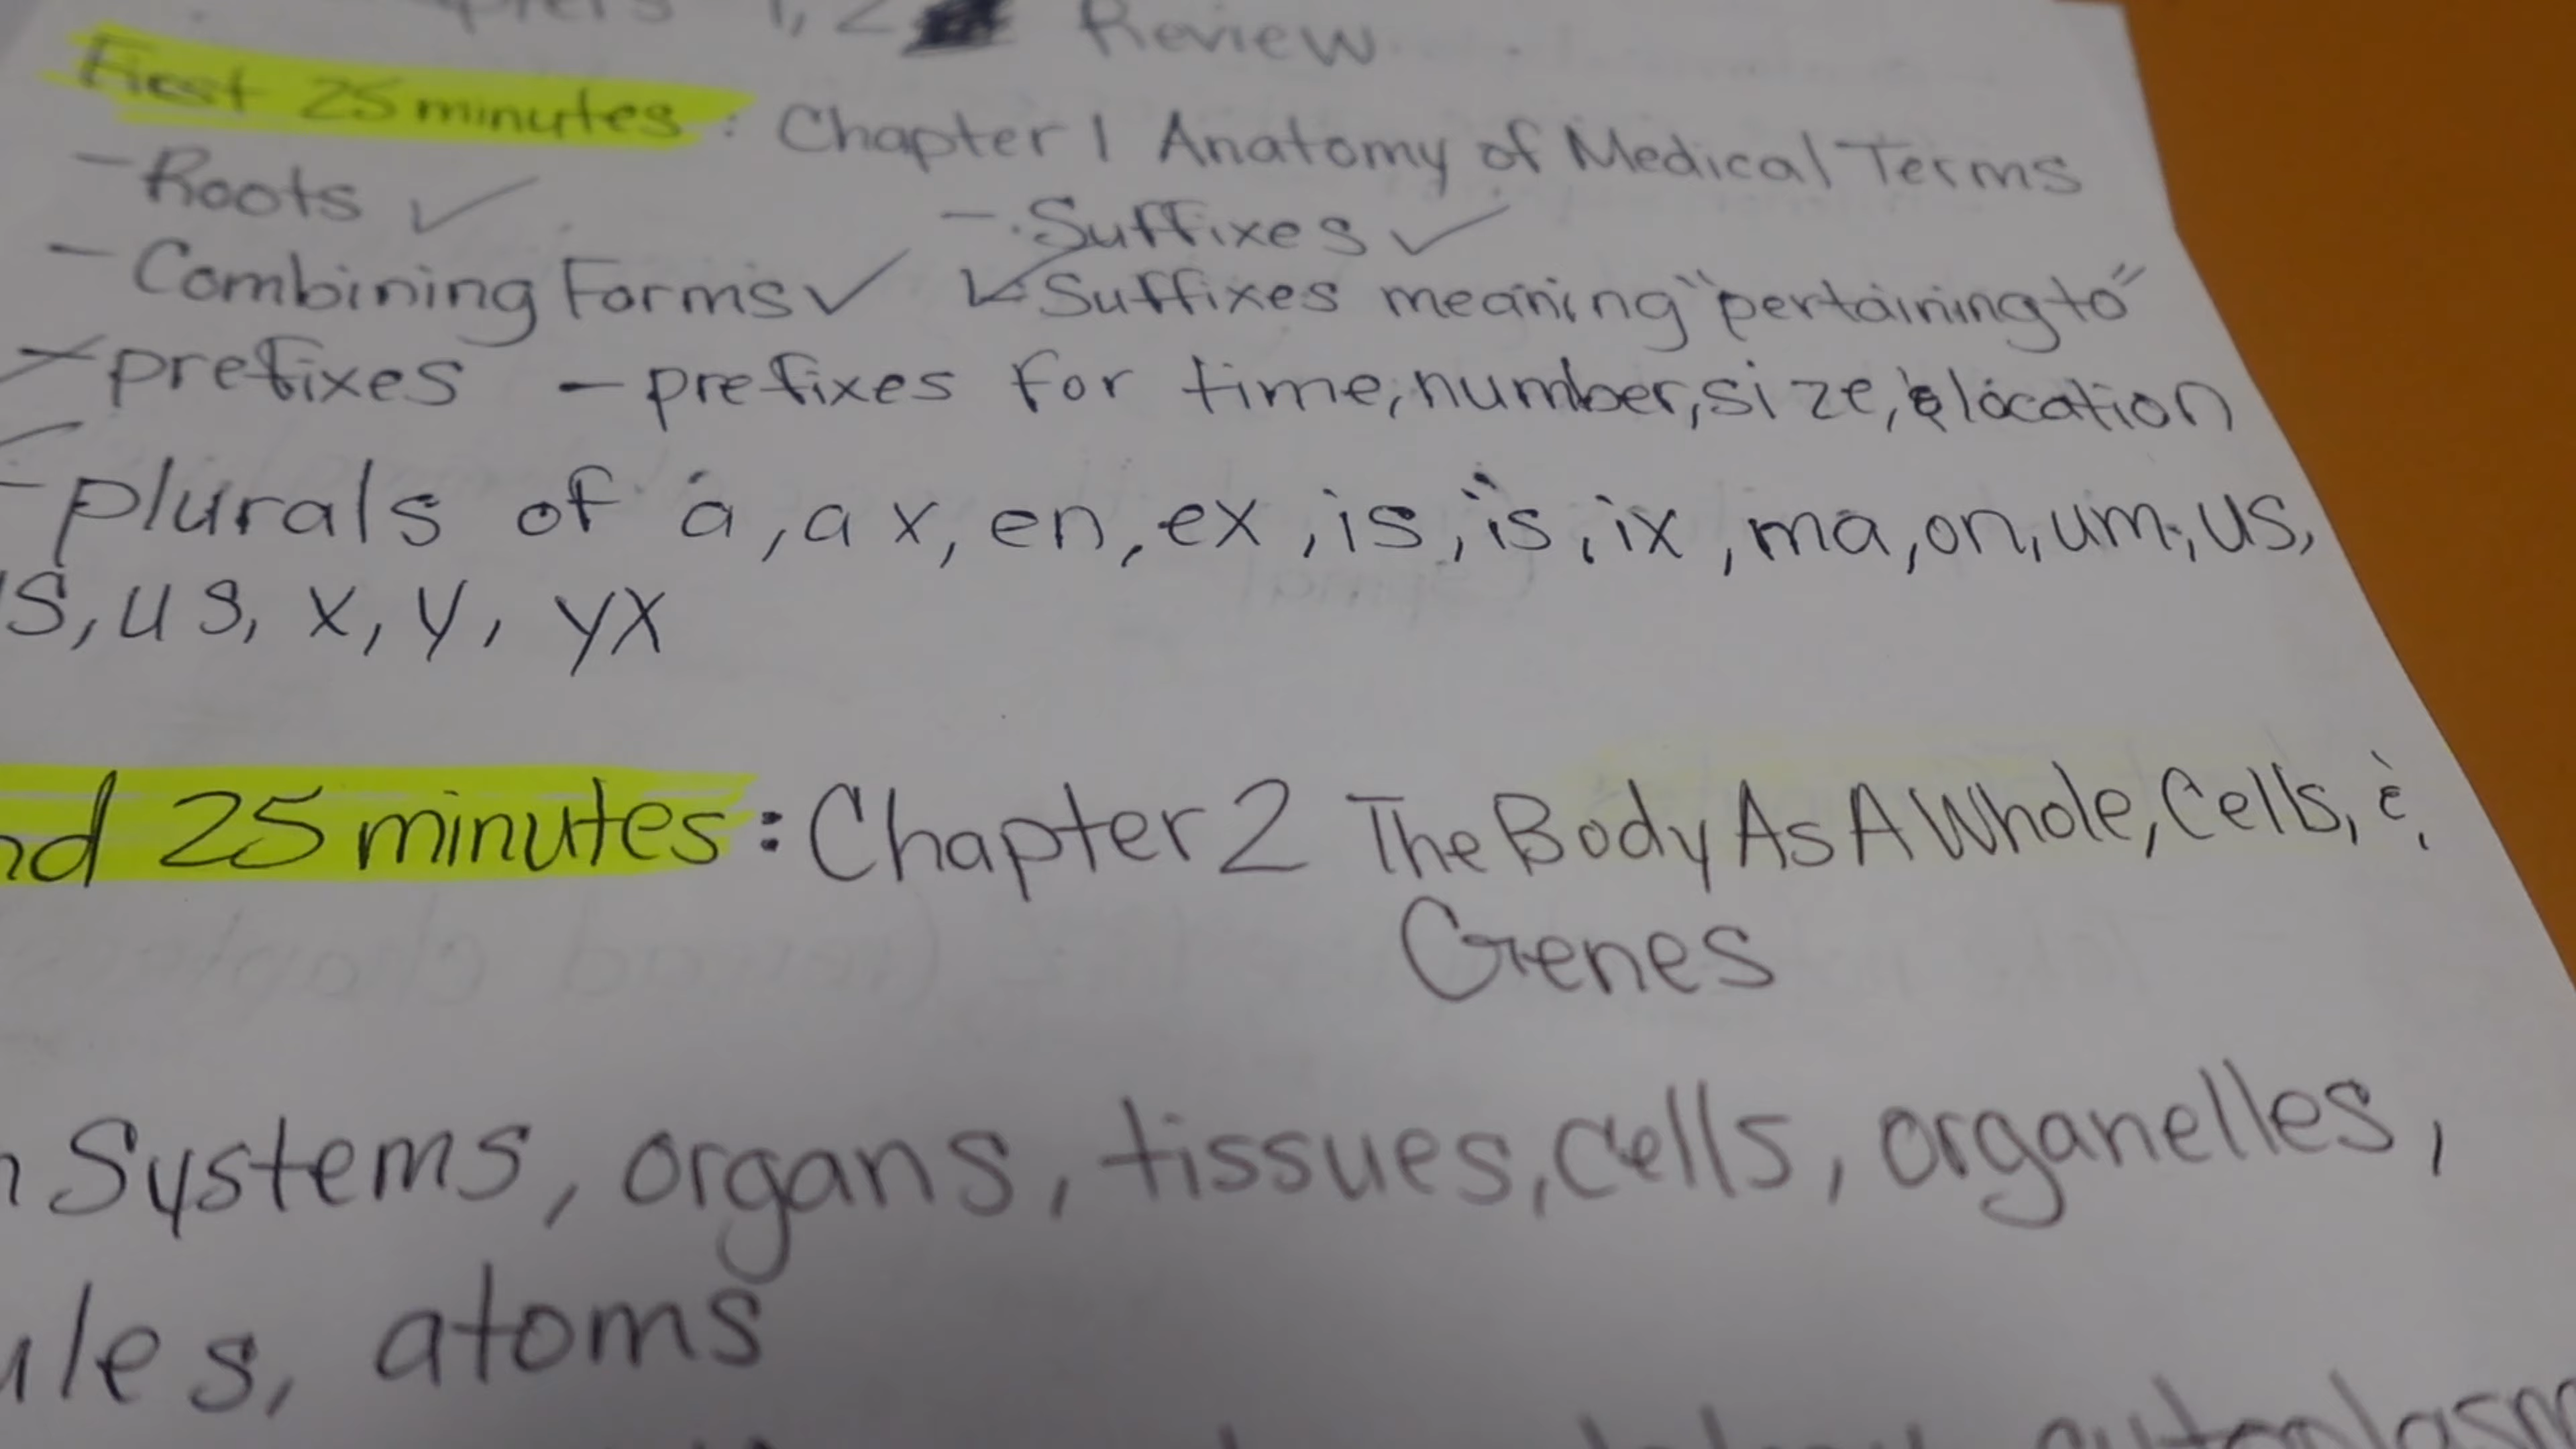 1, 2 Review
First 25 minutes: Chapter 1 Anatomy of Medical Terms
- Roots ✓
- Suffixes ✓
- Combining Forms ✓ Suffixes meaning "pertaining to"
prefixes - prefixes for time, number, size, & location
- plurals of a, ax, en, ex, is, is, ix, ma, on, um, us,
us, x, y, yx
25 minutes: Chapter 2 The Body As A Whole, Cells, &
Genes
Systems, organs, tissues, cells, organelles,
atoms